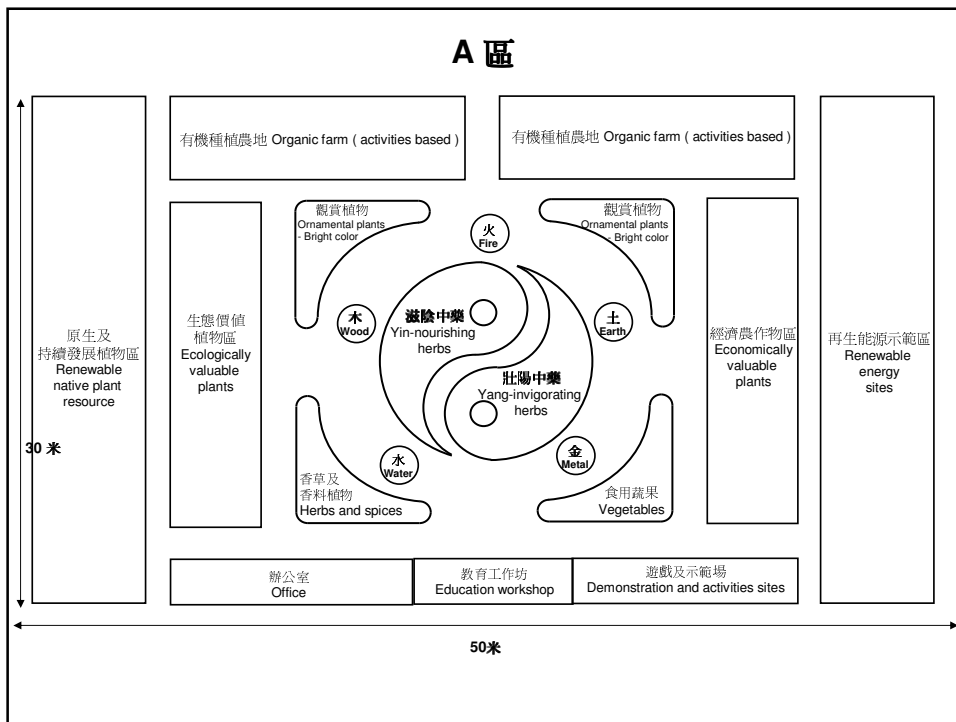 A 區
有機種植農地 Organic farm ( activities based )
有機種植農地 Organic farm ( activities based )
原生及
持續發展植物區
Renewable
native plant
resource
生態價值
植物區
Ecologically
valuable
plants
觀賞植物
Ornamental plants
- Bright color
火
Fire
觀賞植物
Ornamental plants
- Bright color
木
Wood
滋陰中藥
Yin-nourishing
herbs
土
Earth
壯陽中藥
Yang-invigorating
herbs
經濟農作物區
Economically
valuable
plants
再生能源示範區
Renewable
energy
sites
30 米
水
Water
金
Metal
香草及
香料植物
Herbs and spices
食用蔬果
Vegetables
辦公室
Office
教育工作坊
Education workshop
遊戲及示範場
Demonstration and activities sites
50米